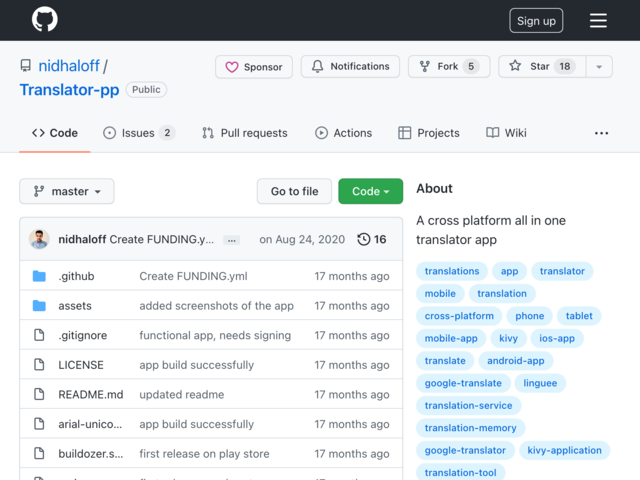 Sign up
nidhaloff /
Translator-pp Public
Sponsor Notifications Fork 5 Star 18
Code Issues 2 Pull requests Actions Projects Wiki
master Go to file Code
nidhaloff Create FUNDING.y... ... on Aug 24, 2020 16
.github Create FUNDING.yml 17 months ago
assets added screenshots of the app 17 months ago
.gitignore functional app, needs signing 17 months ago
LICENSE app build successfully 17 months ago
README.md updated readme 17 months ago
arial-unico... app build successfully 17 months ago
buildozer.s... first release on play store 17 months ago
About
A cross platform all in one
translator app
translations app translator
mobile translation
cross-platform phone tablet
mobile-app kivy ios-app
translate android-app
google-translate linguee
translation-service
translation-memory
google-translator kivy-application
translation-tool